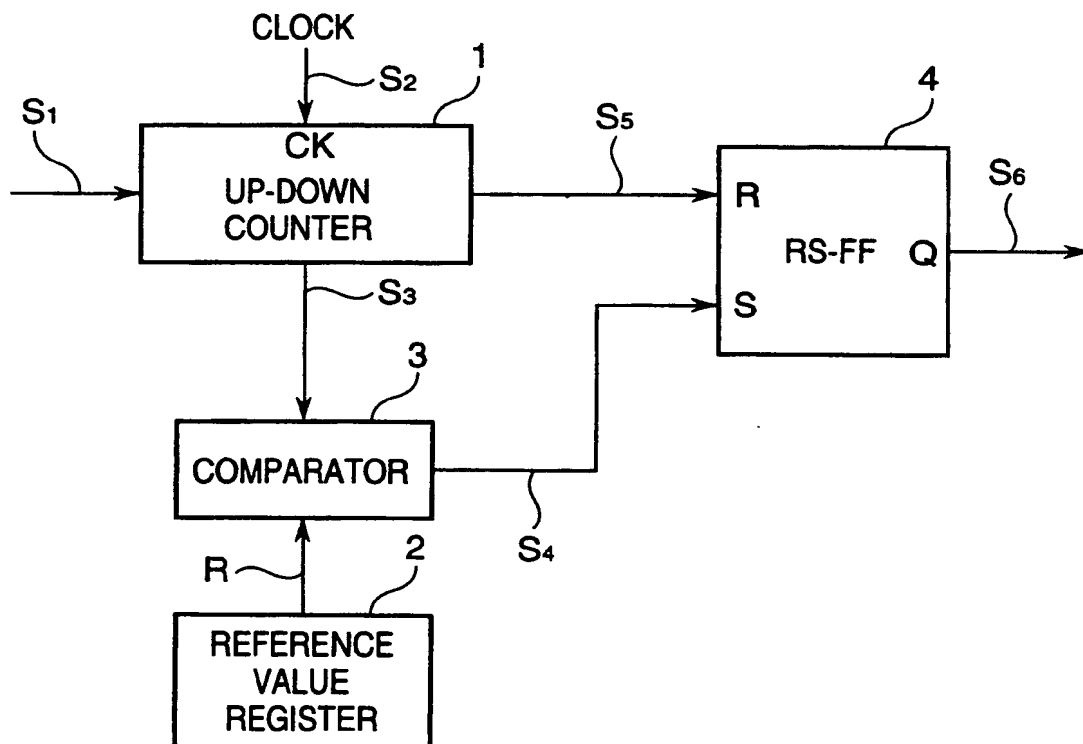 CLOCK
S2
1
S1
CK
UP-DOWN
COUNTER
S5
4
R
RS-FF
Q
S
S6
S3
3
COMPARATOR
S4
R
2
REFERENCE
VALUE
REGISTER